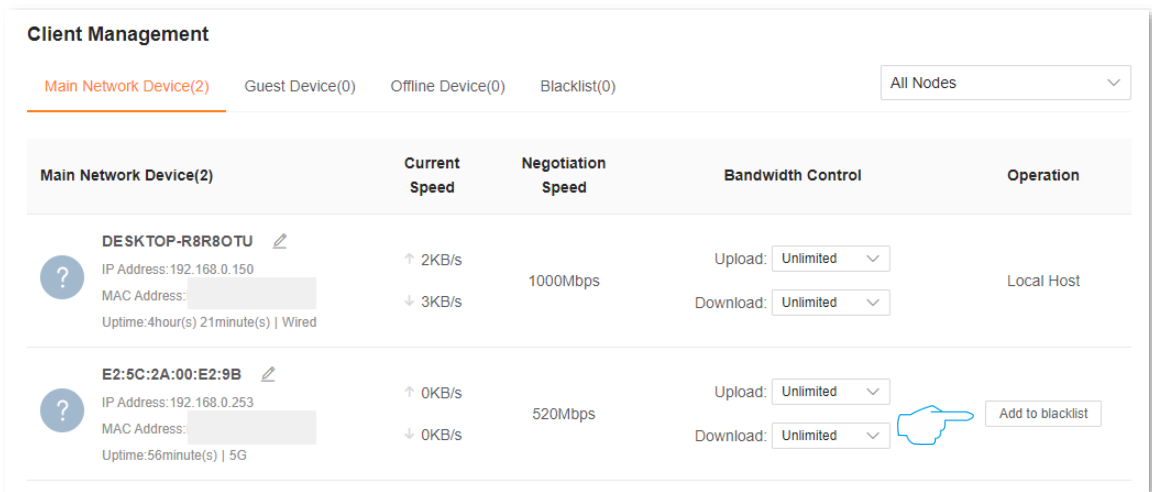 Client Management
Main Network Device(2) Guest Device(0) Offline Device(0) Blacklist(0) All Nodes
Main Network Device(2) Current Speed Negotiation Speed Bandwidth Control Operation
DESKTOP-R8R8OTU
IP Address:192.168.0.150
MAC Address:
Uptime:4hour(s) 21minute(s) | Wired
↑ 2KB/s
↓ 3KB/s
1000Mbps
Upload: Unlimited
Download: Unlimited
Local Host
E2:5C:2A:00:E2:9B
IP Address:192.168.0.253
MAC Address:
Uptime:56minute(s) | 5G
↑ 0KB/s
↓ 0KB/s
520Mbps
Upload: Unlimited
Download: Unlimited
Add to blacklist